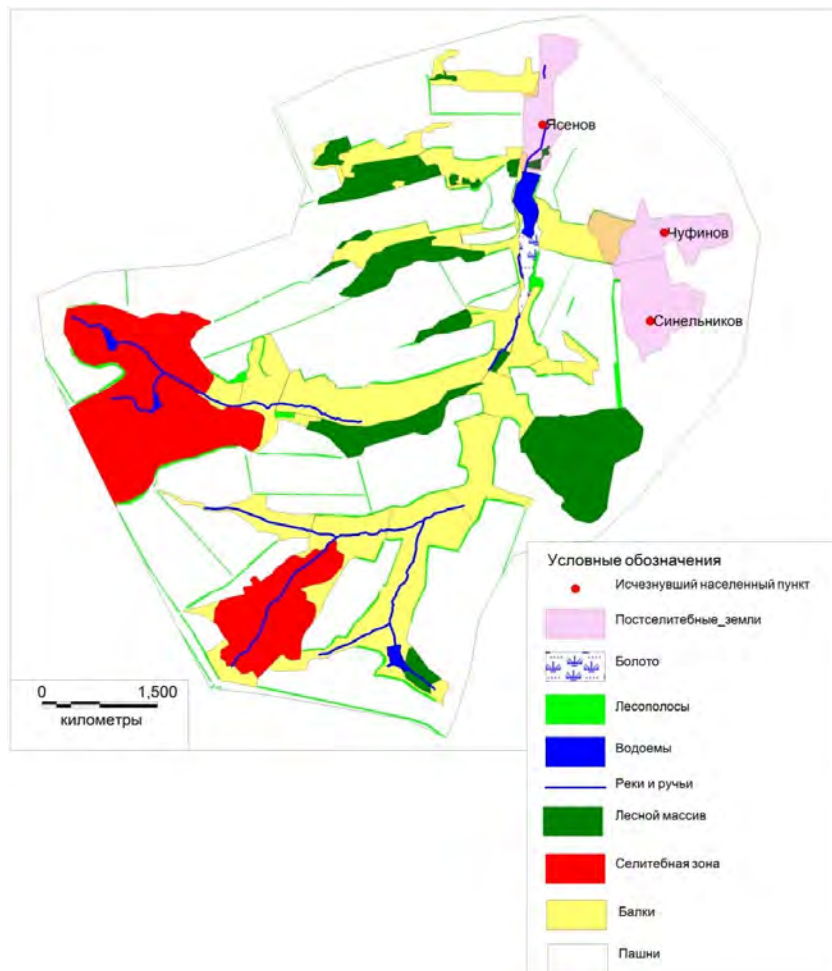 Ясенов
Чуфинов
Синельников
0 1,500
километры
Условные обозначения
Исчезнувший населенный пункт
Постселитебные_земли
Болото
Лесополосы
Водоемы
Реки и ручьи
Лесной массив
Селитебная зона
Балки
Пашни